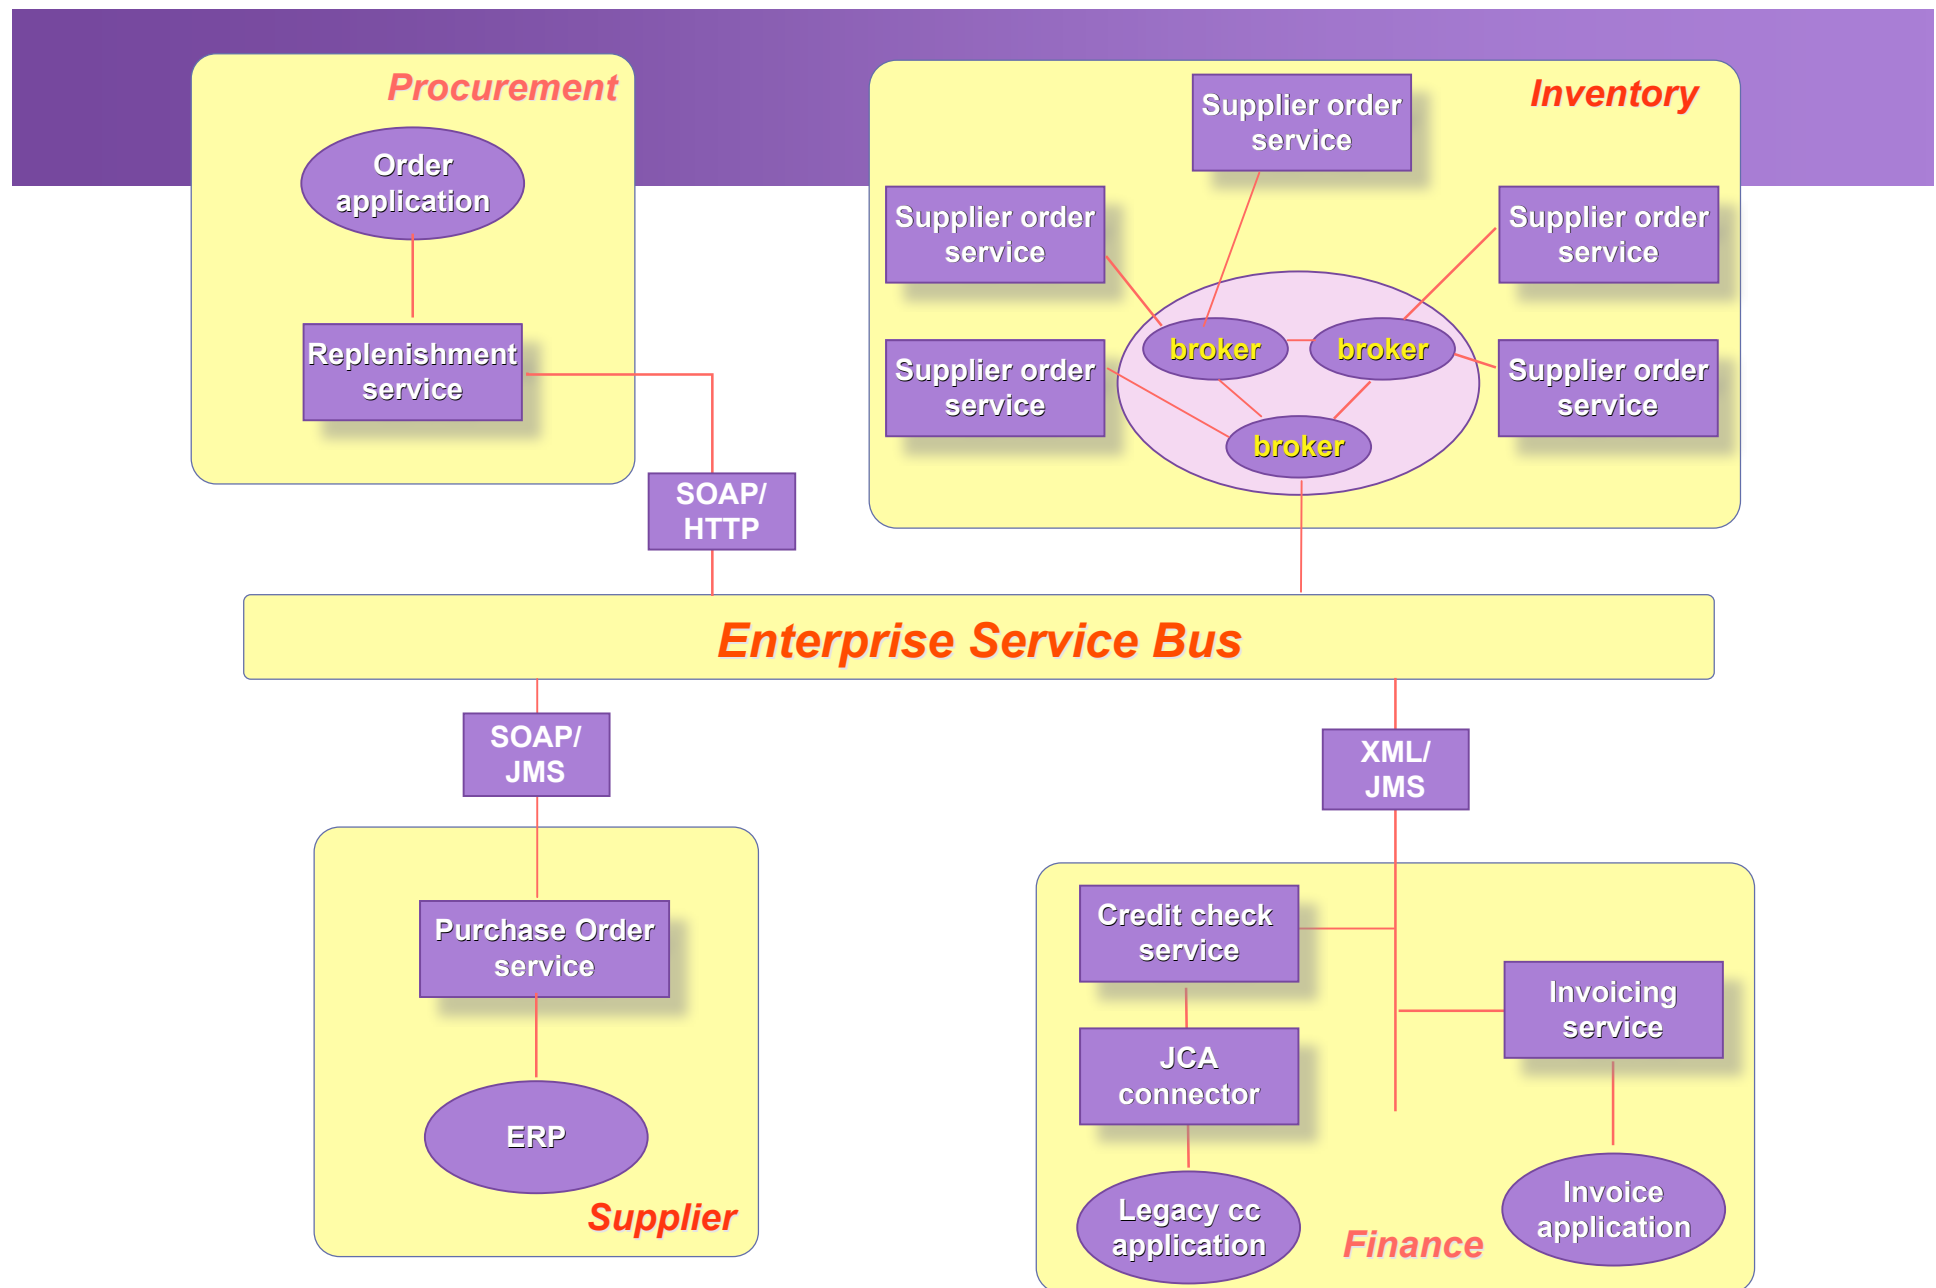 Procurement
Order
application
Replenishment
service
SOAP/
HTTP
Inventory
Supplier order
service
Supplier order
service
Supplier order
service
Supplier order
service
Supplier order
service
broker
broker
broker
Enterprise Service Bus
SOAP/
JMS
XML/
JMS
Purchase Order
service
ERP
Supplier
Credit check
service
JCA
connector
Legacy cc
application
Invoicing
service
Invoice
application
Finance